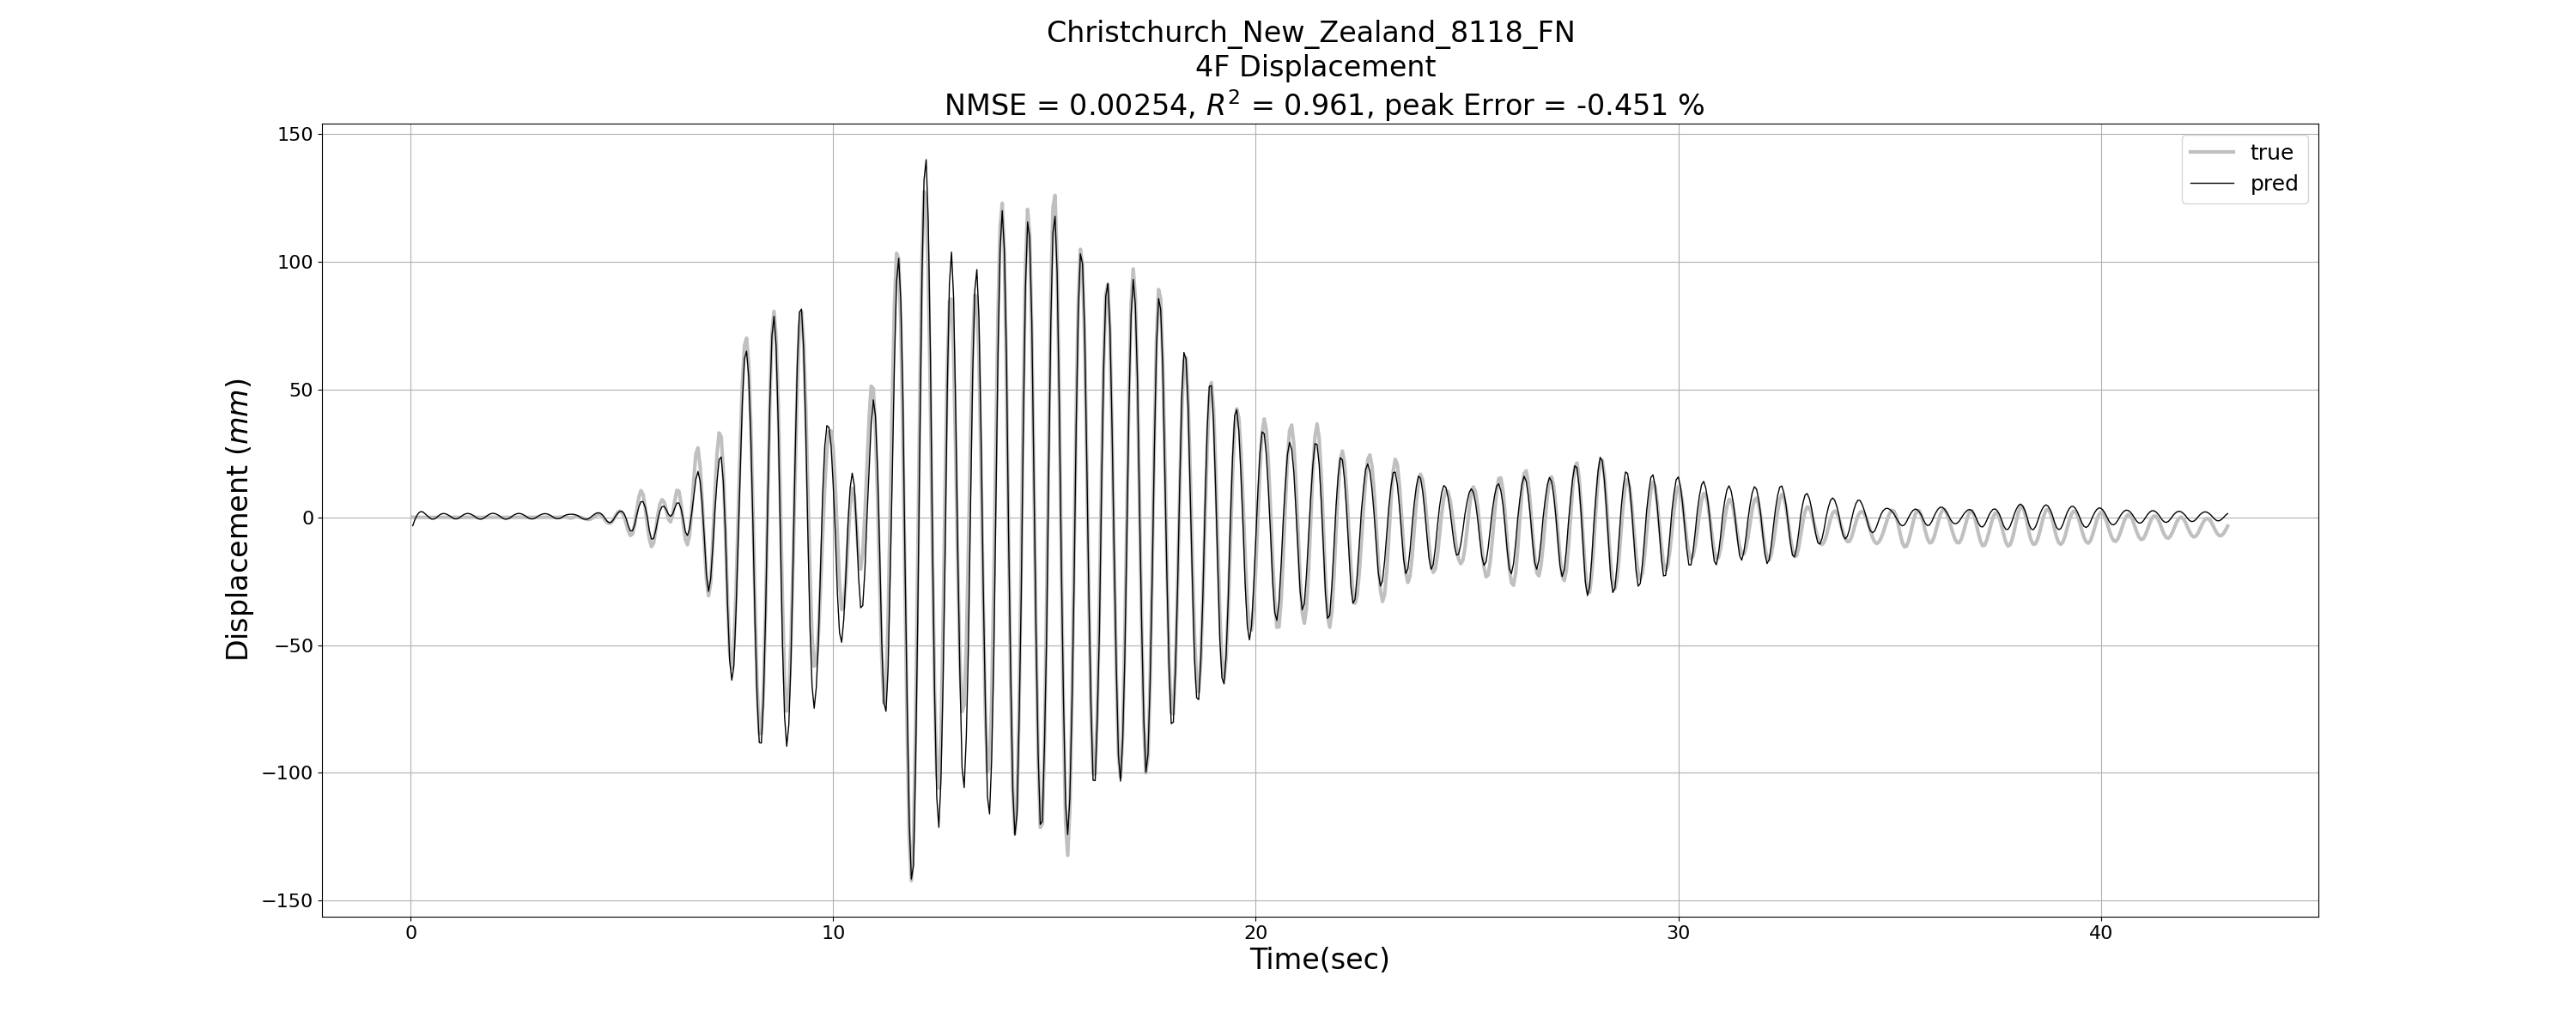 Christchurch_New_Zealand_8118_FN
4F Displacement
NMSE = 0.00254, R² = 0.961, peak Error = -0.451 %
150
100
50
0
−50
−100
−150
Displacement (mm)
true
pred
0 10 20 30 40
Time(sec)